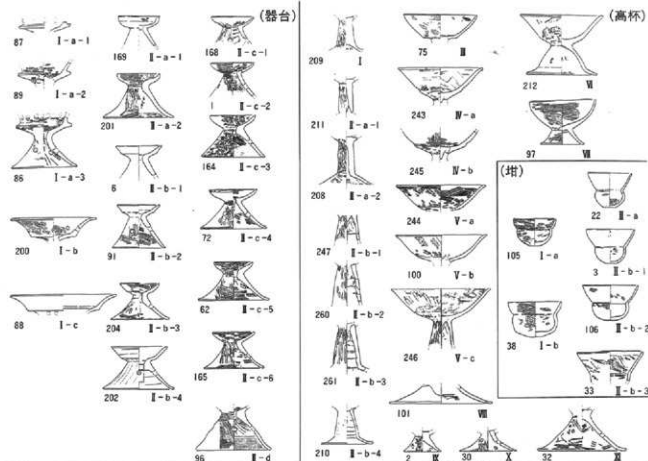 (器台)
87 Ⅰ-a-1
89 Ⅰ-a-2
86 Ⅰ-a-3
200 Ⅰ-b
88 Ⅰ-c
169 Ⅱ-a-1
201 Ⅱ-a-2
6 Ⅱ-b-1
91 Ⅱ-b-2
204 Ⅱ-b-3
202 Ⅱ-b-4
168 Ⅱ-c-1
1 Ⅱ-c-2
164 Ⅱ-c-3
72 Ⅱ-c-4
62 Ⅱ-c-5
165 Ⅱ-c-6
96 Ⅱ-d
(高杯)
209 Ⅰ
211 Ⅱ-a-1
208 Ⅱ-a-2
247 Ⅱ-b-1
260 Ⅱ-b-2
261 Ⅱ-b-3
210 Ⅱ-b-4
75 Ⅲ
243 Ⅳ-a
245 Ⅳ-b
244 Ⅴ-a
100 Ⅴ-b
246 Ⅴ-c
101 Ⅷ
2 Ⅸ
30 Ⅹ
32 Ⅺ
212 Ⅵ
97 Ⅶ
(坩)
105 Ⅰ-a
38 Ⅰ-b
22 Ⅱ-a
3 Ⅱ-b-1
106 Ⅱ-b-2
33 Ⅱ-b-3